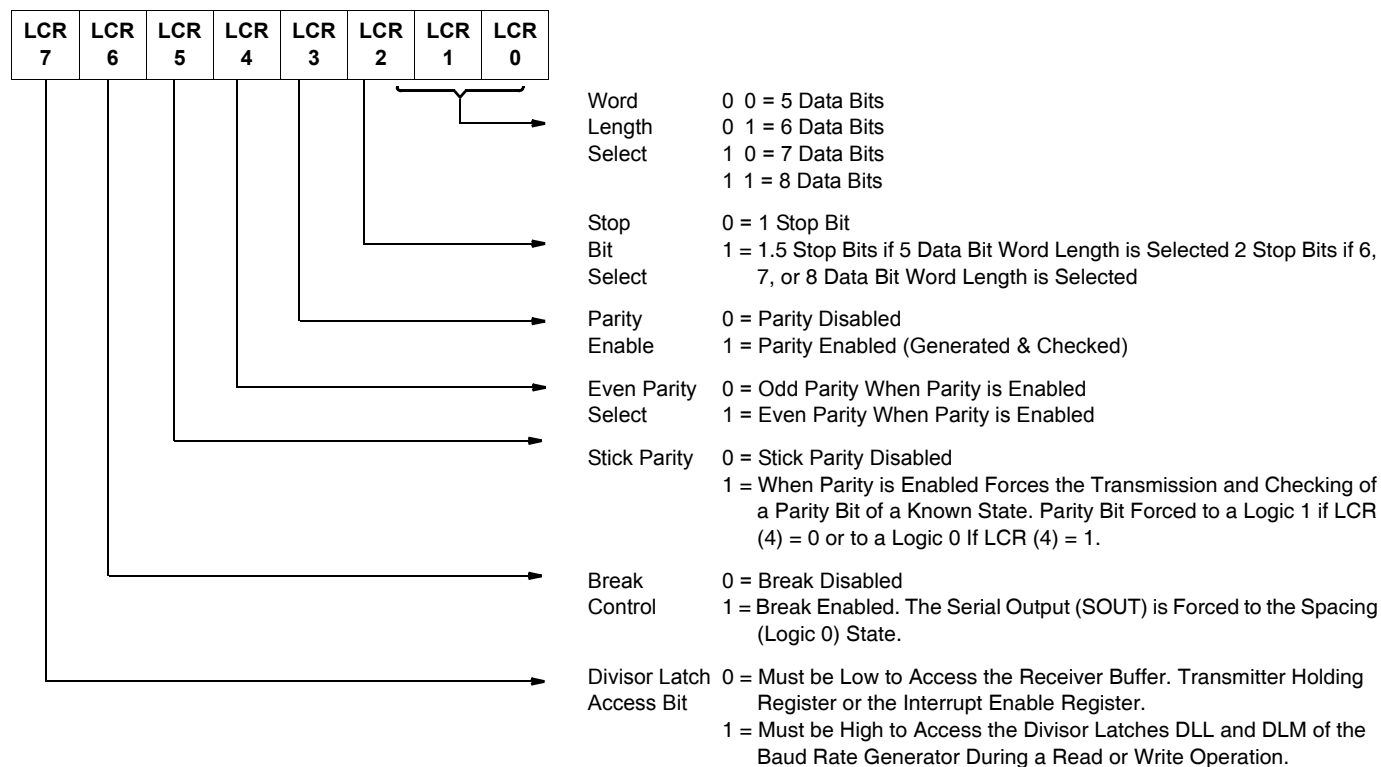 LCR LCR LCR LCR LCR LCR LCR LCR
7 6 5 4 3 2 1 0
Word 0 0 = 5 Data Bits
Length 0 1 = 6 Data Bits
Select 1 0 = 7 Data Bits
1 1 = 8 Data Bits
Stop 0 = 1 Stop Bit
Bit 1 = 1.5 Stop Bits if 5 Data Bit Word Length is Selected 2 Stop Bits if 6,
Select 7, or 8 Data Bit Word Length is Selected
Parity 0 = Parity Disabled
Enable 1 = Parity Enabled (Generated & Checked)
Even Parity 0 = Odd Parity When Parity is Enabled
Select 1 = Even Parity When Parity is Enabled
Stick Parity 0 = Stick Parity Disabled
1 = When Parity is Enabled Forces the Transmission and Checking of
a Parity Bit of a Known State. Parity Bit Forced to a Logic 1 if LCR
(4) = 0 or to a Logic 0 If LCR (4) = 1.
Break 0 = Break Disabled
Control 1 = Break Enabled. The Serial Output (SOUT) is Forced to the Spacing
(Logic 0) State.
Divisor Latch 0 = Must be Low to Access the Receiver Buffer. Transmitter Holding
Access Bit Register or the Interrupt Enable Register.
1 = Must be High to Access the Divisor Latches DLL and DLM of the
Baud Rate Generator During a Read or Write Operation.